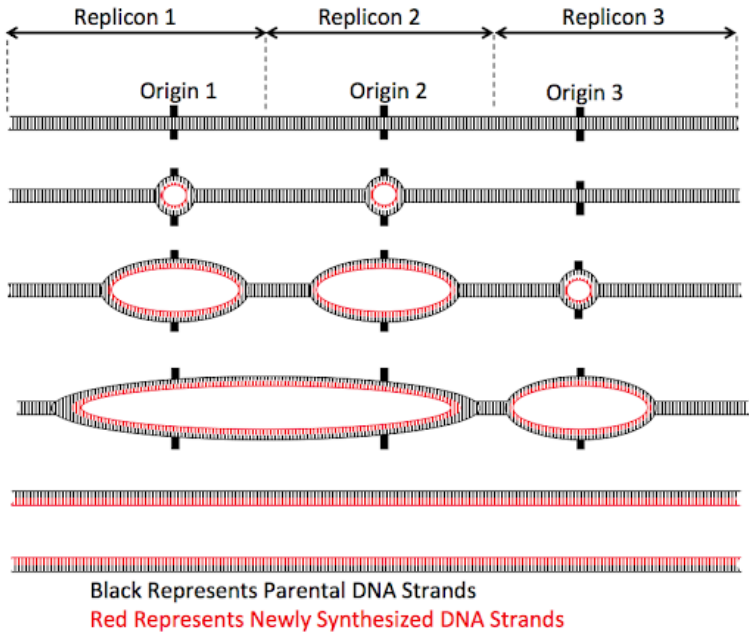 Replicon 1 Replicon 2 Replicon 3
Origin 1 Origin 2 Origin 3
Black Represents Parental DNA Strands
Red Represents Newly Synthesized DNA Strands